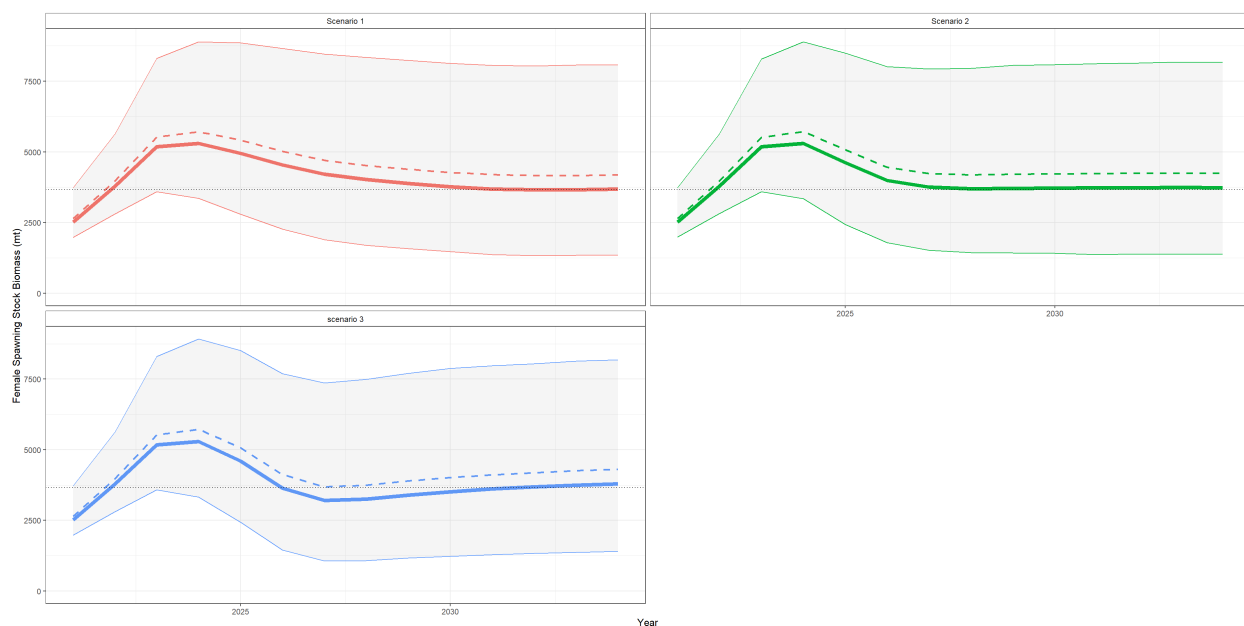 Scenario 1
Scenario 2
7500
5000
2500
0
2025
2030
scenario 3
7500
5000
2500
0
2025
2030
Female Spawning Stock Biomass (mt)
Year